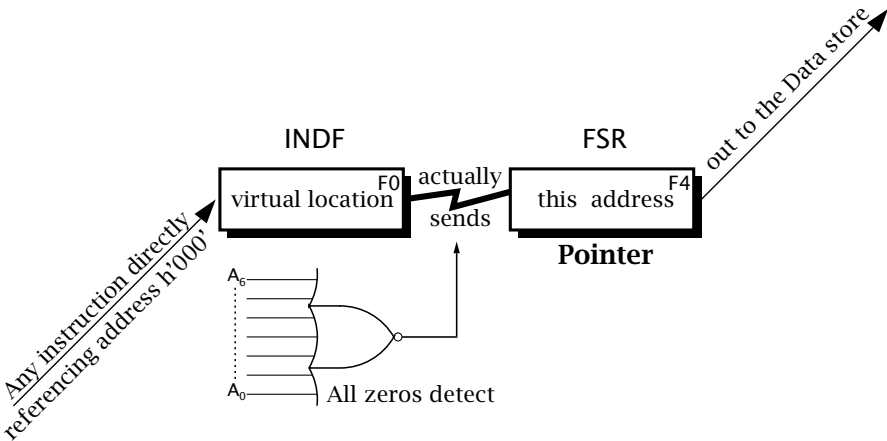 Any instruction directly
referencing address h'000'
INDF
F0
virtual location
actually
sends
FSR
F4
this address
Pointer
out to the Data store
A6
A0
All zeros detect